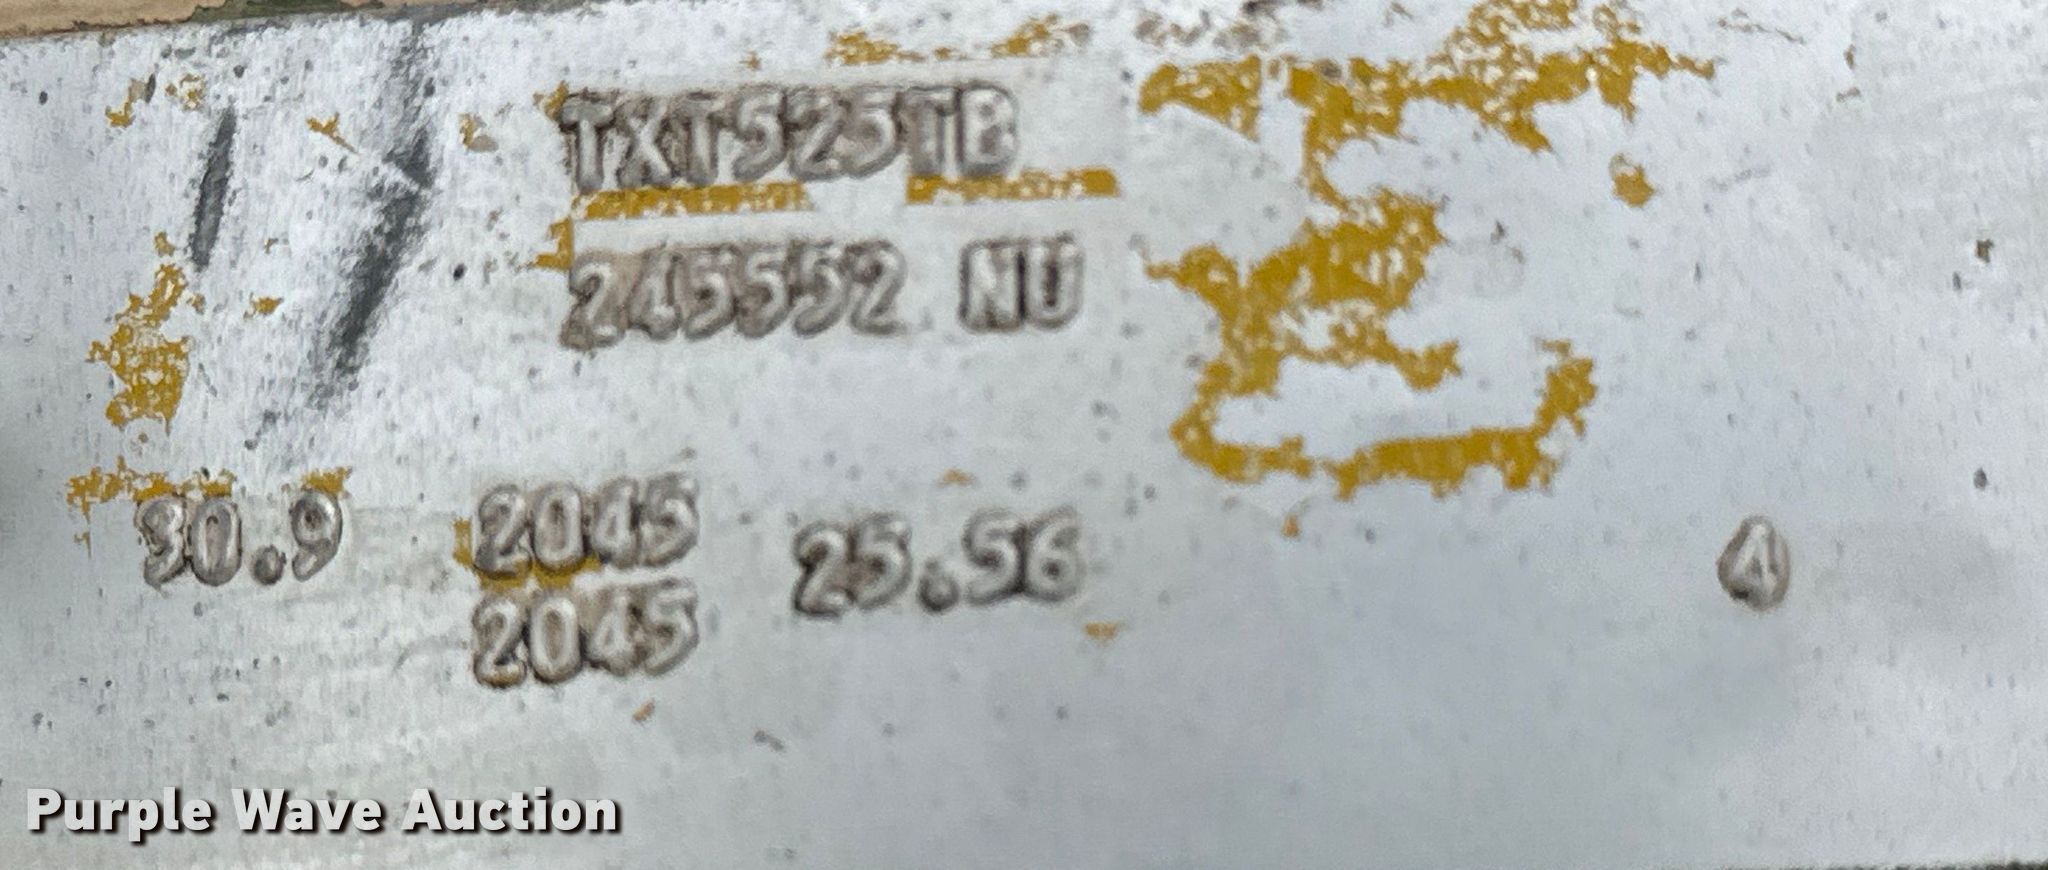 TXT525TB
245552 NU
30.9 2045 25.56 4
2045
Purple Wave Auction